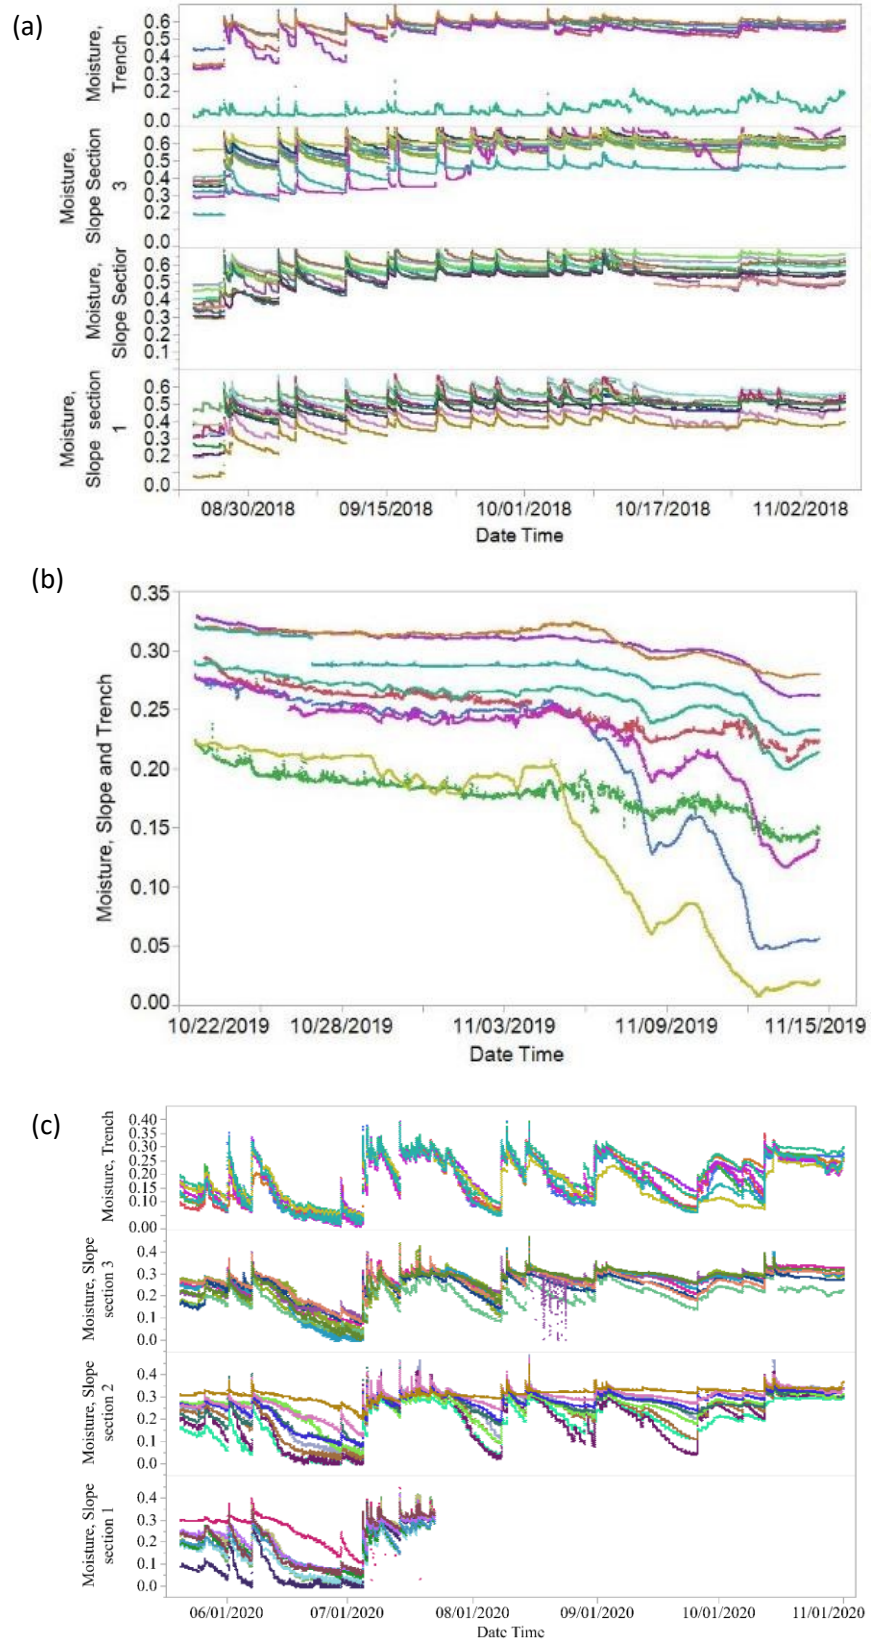 (a)
Moisture,
Trench
0.6
0.5
0.4
0.3
0.2
0.0
Moisture,
Slope Section
3
0.6
0.5
0.4
0.3
0.2
0.0
Moisture,
Slope Sectior
0.6
0.5
0.4
0.3
0.2
0.1
Moisture,
Slope section
1
0.6
0.5
0.4
0.3
0.2
0.0
08/30/2018 09/15/2018 10/01/2018 10/17/2018 11/02/2018
Date Time
(b)
Moisture, Slope and Trench
0.35
0.30
0.25
0.20
0.15
0.10
0.05
0.00
10/22/2019 10/28/2019 11/03/2019 11/09/2019 11/15/2019
Date Time
(c)
Moisture, Trench
0.40
0.35
0.30
0.25
0.20
0.15
0.10
0.00
Moisture, Slope
section 3
0.4
0.3
0.2
0.1
0.0
Moisture, Slope
section 2
0.4
0.3
0.2
0.1
0.0
Moisture, Slope
section 1
0.4
0.3
0.2
0.1
0.0
06/01/2020 07/01/2020 08/01/2020 09/01/2020 10/01/2020 11/01/2020
Date Time